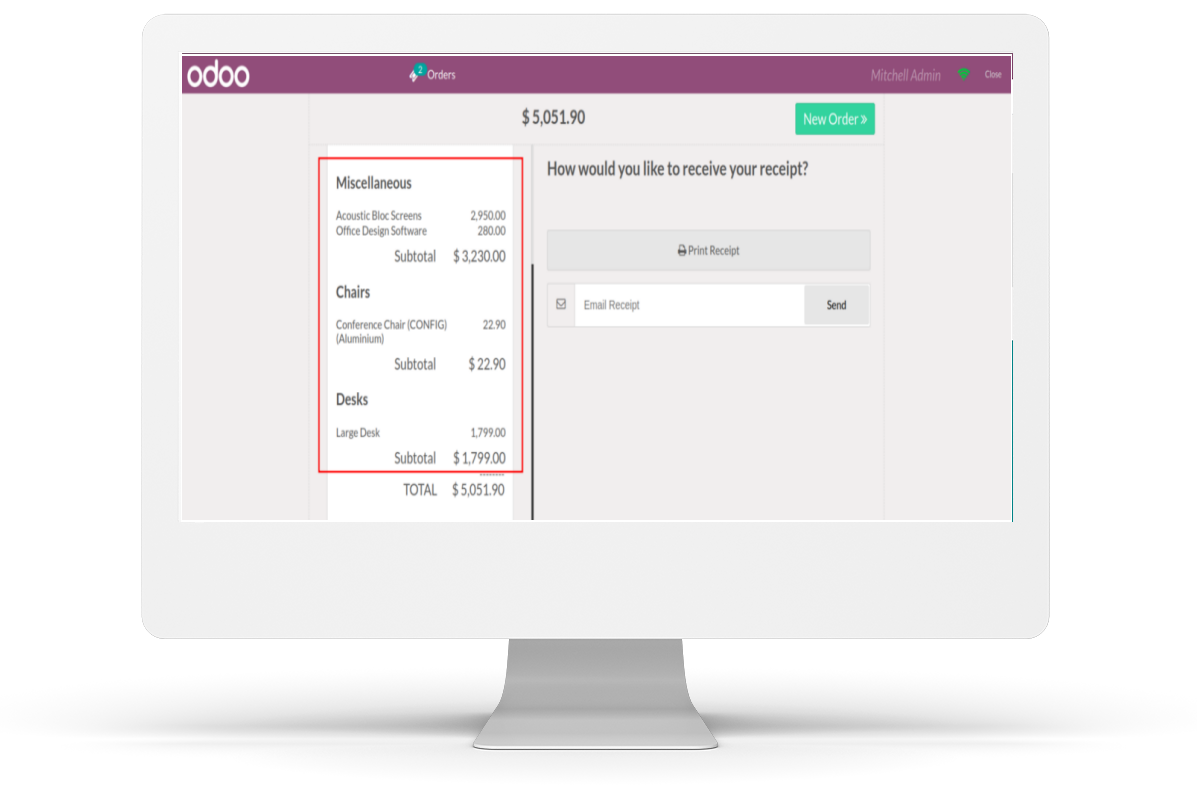 odoo
2 Orders
Mitchell Admin
Close
$ 5,051.90
New Order »
Miscellaneous
Acoustic Bloc Screens 2,950.00
Office Design Software 280.00
Subtotal $ 3,230.00
Chairs
Conference Chair (CONFIG) 22.90
(Aluminium)
Subtotal $ 22.90
Desks
Large Desk 1,799.00
Subtotal $ 1,799.00
--------
TOTAL $ 5,051.90
How would you like to receive your receipt?
Print Receipt
Email Receipt
Send